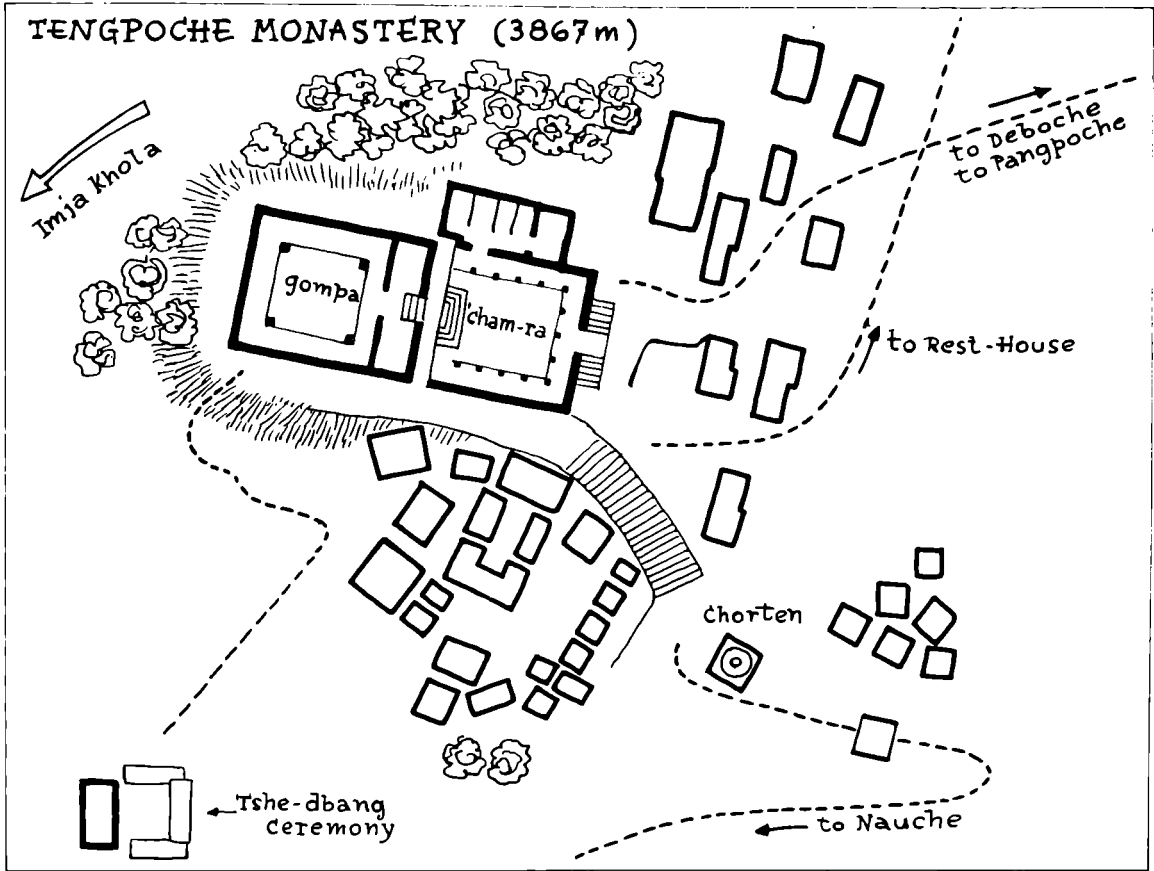 TENGPOCHE MONASTERY (3867m)
Imja Khola
to Deboche
to Pangpoche
gompa
'cham-ra
to Rest-House
Chorten
Tshe-dbang
Ceremony
to Nauche